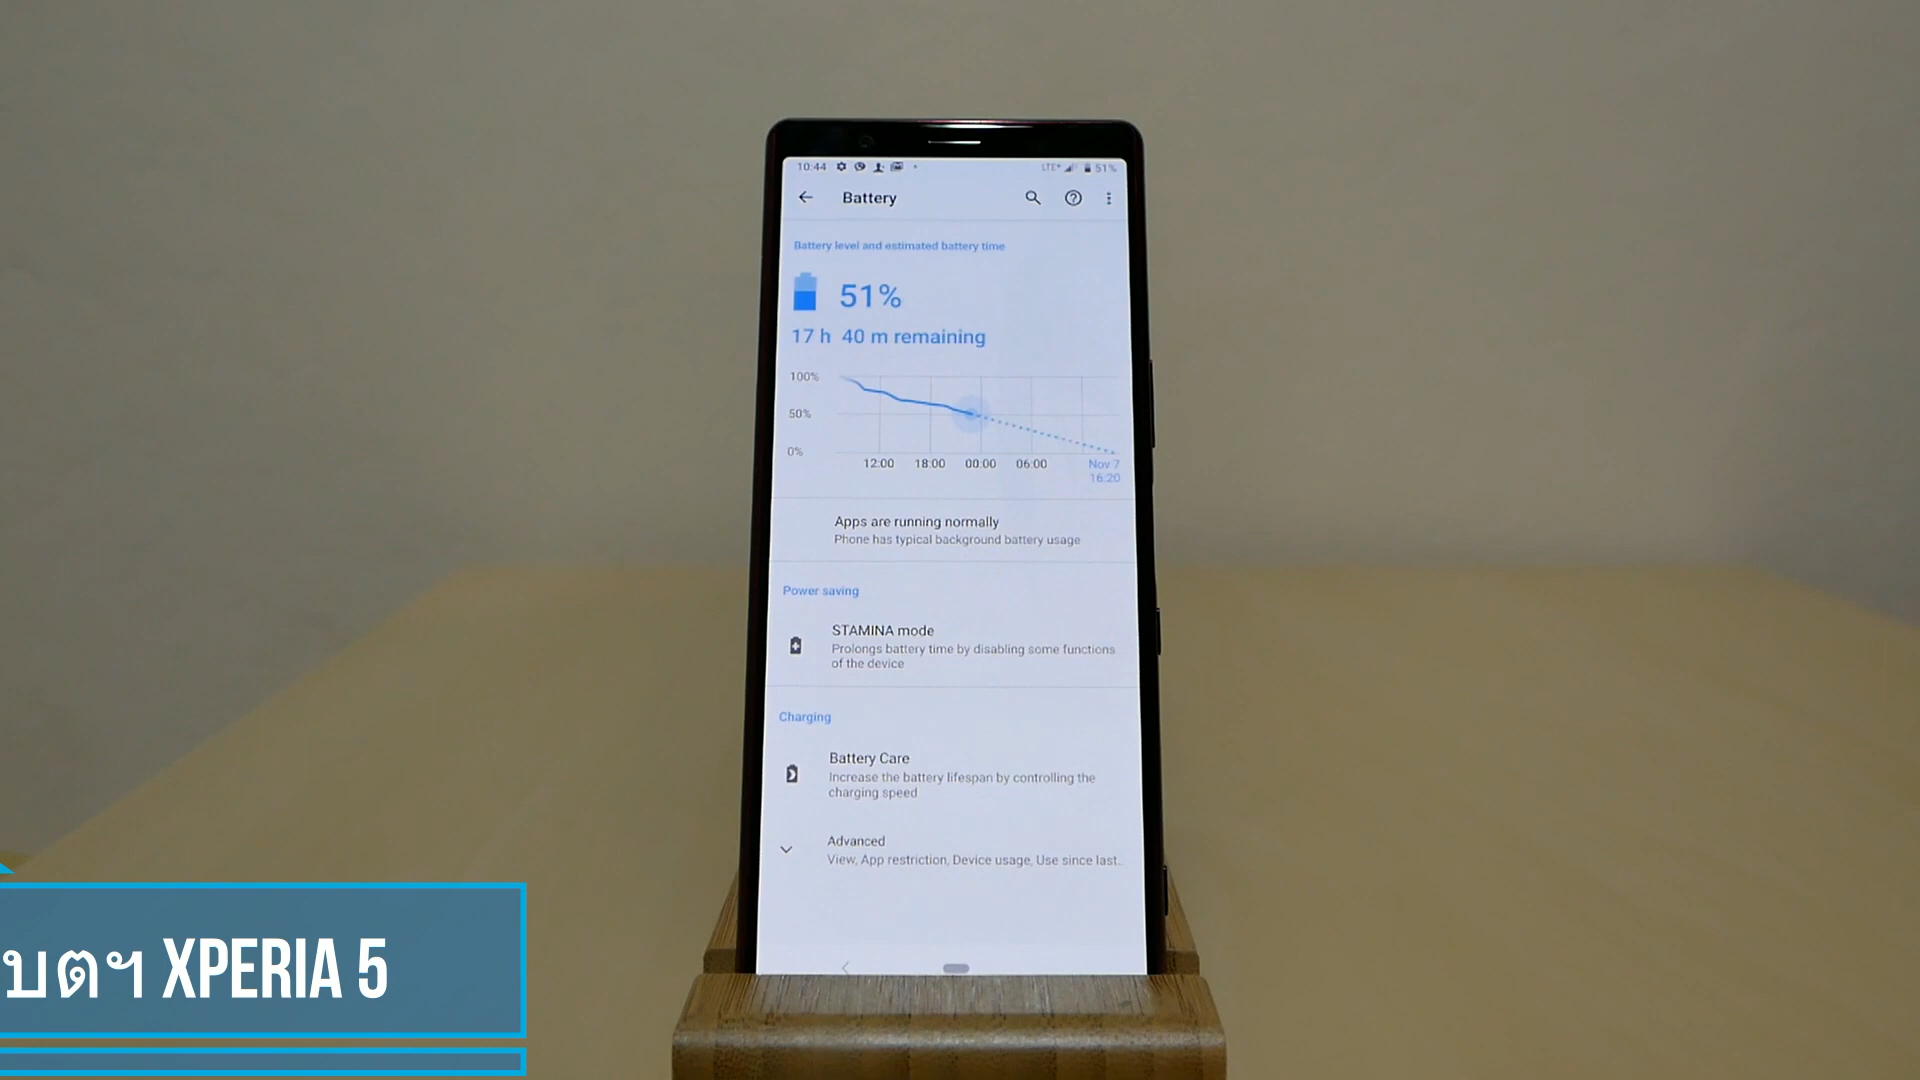 10:44
LTE+ 51%
Battery
Battery level and estimated battery time
51%
17 h 40 m remaining
100%
50%
0%
12:00 18:00 00:00 06:00 Nov 7
16:20
Apps are running normally
Phone has typical background battery usage
Power saving
STAMINA mode
Prolongs battery time by disabling some functions
of the device
Charging
Battery Care
Increase the battery lifespan by controlling the
charging speed
Advanced
View, App restriction, Device usage, Use since last..
บตฯ XPERIA 5